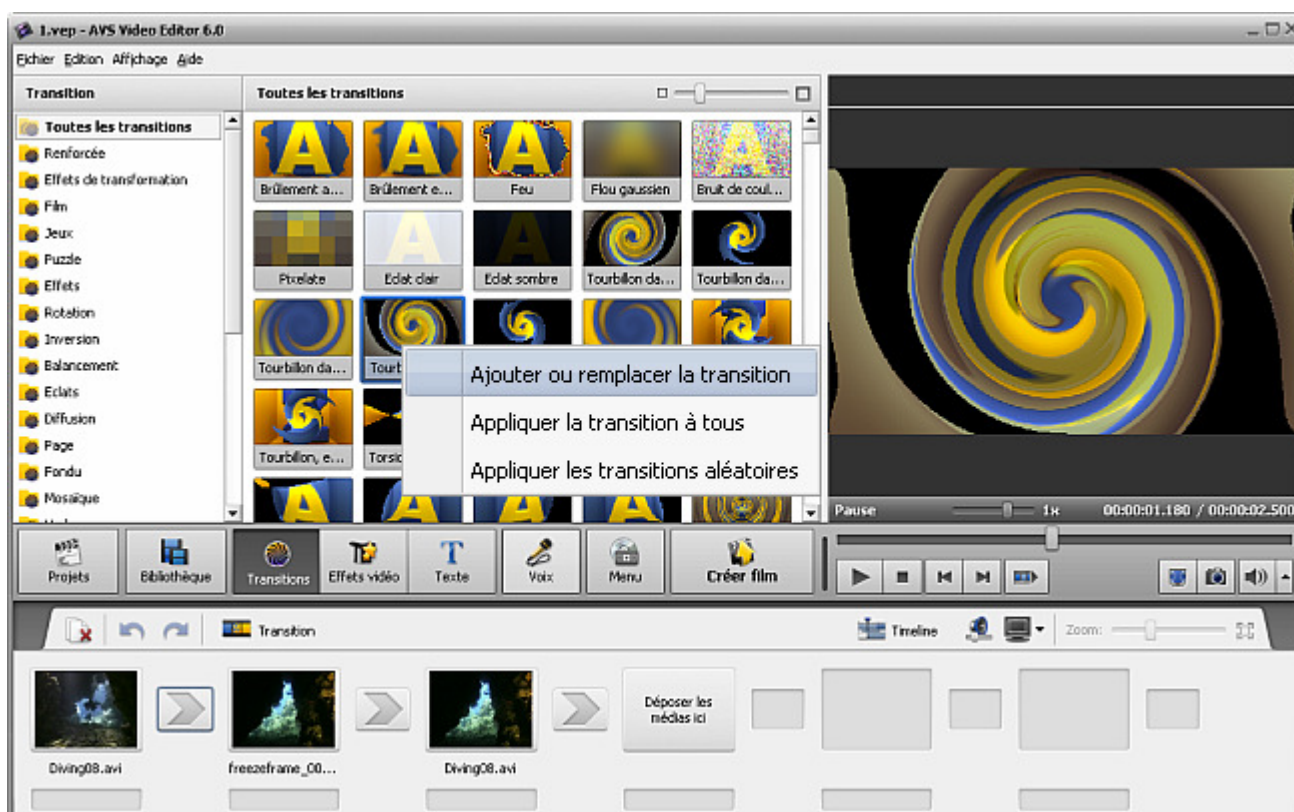 1.vep - AVS Video Editor 6.0
Fichier Edition Affichage Aide
Transition
Toutes les transitions
Toutes les transitions
Renforcée
Effets de transformation
Film
Jeux
Puzzle
Effets
Rotation
Inversion
Balancement
Eclats
Diffusion
Page
Fondu
Mosaïque
Brûlement a...
Brûlement e...
Feu
Flou gaussien
Bruit de coul...
Pixelate
Eclat clair
Eclat sombre
Tourbillon da...
Tourbillon da...
Tourbillon da...
Tourbillon, e...
Ajouter ou remplacer la transition
Appliquer la transition à tous
Appliquer les transitions aléatoires
Pause
1x
00:00:01.180 / 00:00:02.500
Projets
Bibliothèque
Transitions
Effets vidéo
Texte
Voix
Menu
Créer film
Transition
Timeline
Zoom:
Déposer les
médias ici
Diving08.avi
freezeframe_00...
Diving08.avi